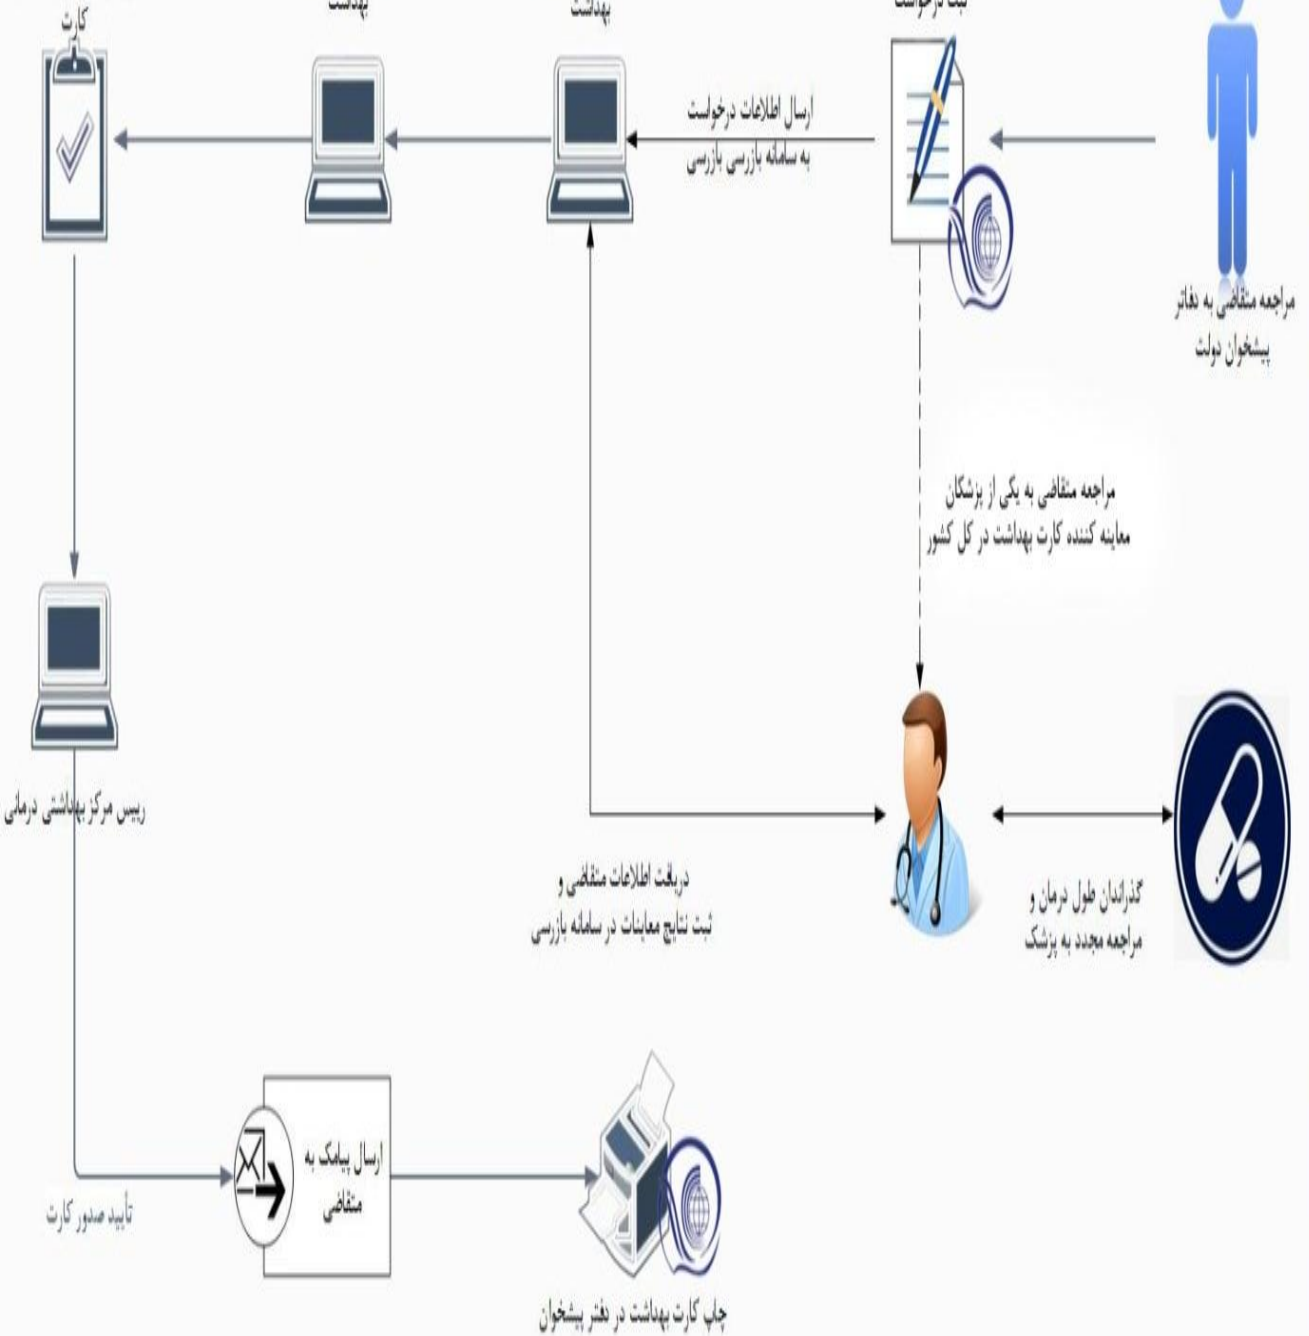 ثبت درخواست
بهداشت
بهداشت
کارت
ارسال اطلاعات درخواست
به سامانه بازرسی بازرسی
مراجعه متقاضی به دفاتر
پیشخوان دولت
مراجعه متقاضی به یکی از پزشکان
معاینه کننده کارت بهداشت در کل کشور
رییس مرکز بهداشتی درمانی
دریافت اطلاعات متقاضی و
ثبت نتایج معاینات در سامانه بازرسی
گذراندن طول درمان و
مراجعه مجدد به پزشک
ارسال پیامک به
متقاضی
تأیید صدور کارت
چاپ کارت بهداشت در دفتر پیشخوان